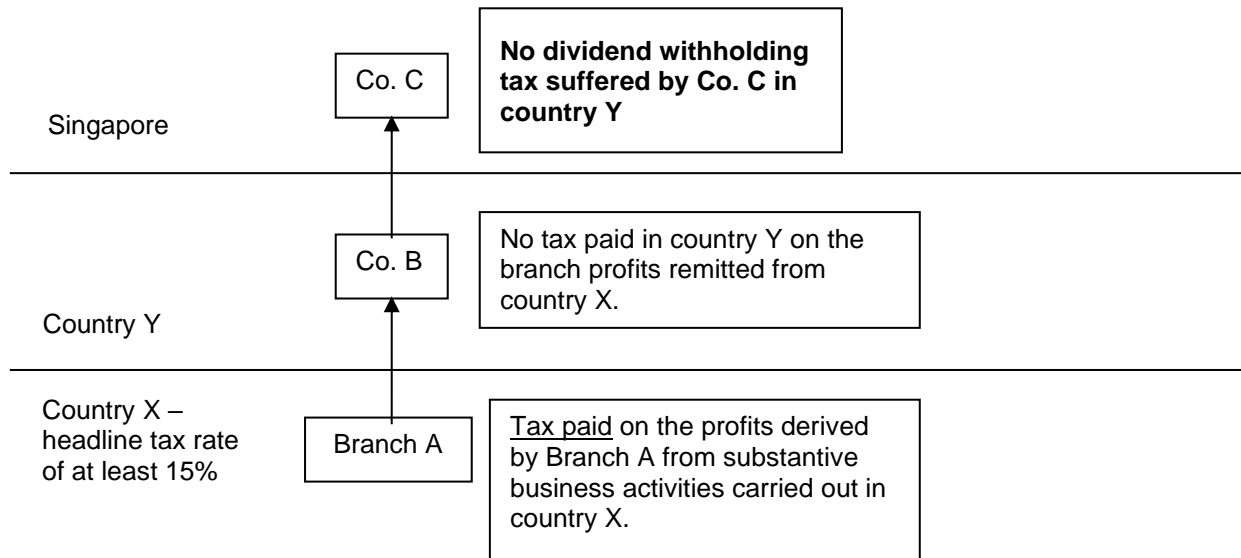 No dividend withholding
tax suffered by Co. C in
country Y
Co. C
Singapore
No tax paid in country Y on the
branch profits remitted from
country X.
Co. B
Country Y
Country X –
headline tax rate
of at least 15%
Branch A
Tax paid on the profits derived
by Branch A from substantive
business activities carried out in
country X.